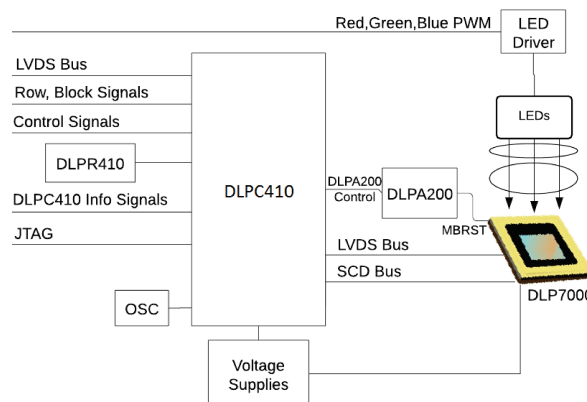 Red,Green,Blue PWM
LED
Driver
LVDS Bus
Row, Block Signals
Control Signals
LEDs
DLPR410
DLPC410
DLPA200
Control
DLPA200
DLPC410 Info Signals
MBRST
JTAG
LVDS Bus
SCD Bus
DLP7000
OSC
Voltage
Supplies